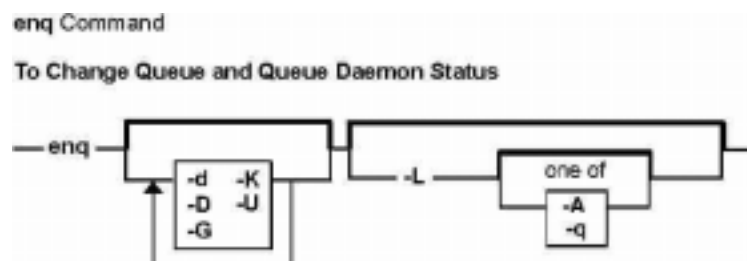 enq Command
To Change Queue and Queue Daemon Status
enq
-d -K
-D -U
-G
-L
one of
-A
-q